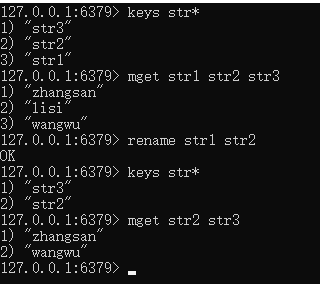 127.0.0.1:6379> keys str*
1) "str3"
2) "str2"
3) "str1"
127.0.0.1:6379> mget str1 str2 str3
1) "zhangsan"
2) "lisi"
3) "wangwu"
127.0.0.1:6379> rename str1 str2
OK
127.0.0.1:6379> keys str*
1) "str3"
2) "str2"
127.0.0.1:6379> mget str2 str3
1) "zhangsan"
2) "wangwu"
127.0.0.1:6379>